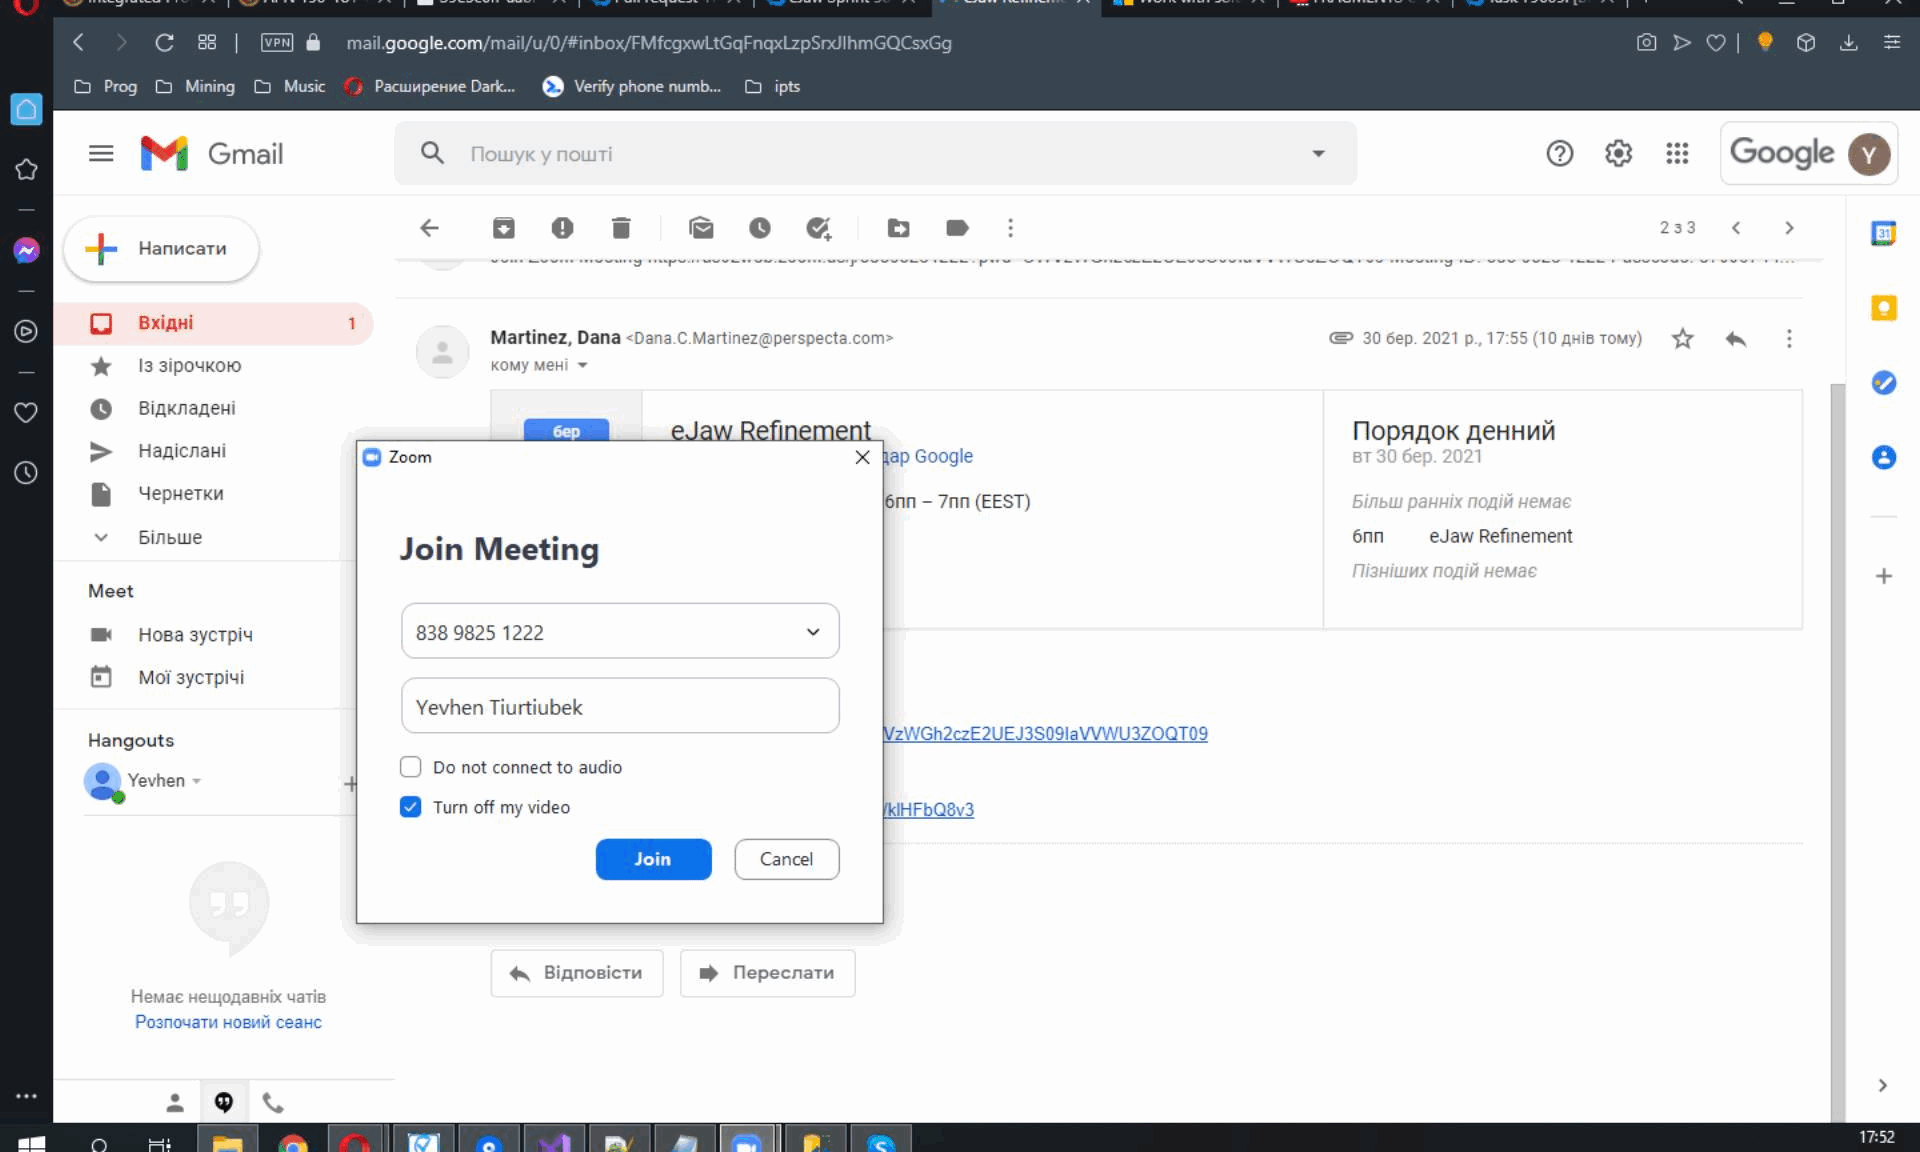 VPN
mail.google.com/mail/u/0/#inbox/FMfcgxwLtGqFnqxLzpSrxJlhmGQCsxGg
Prog
Mining
Music
Расширение Dark...
Verify phone numb...
ipts
Gmail
Пошук у пошті
Google
Y
Написати
2 з 3
31
Вхідні
1
Із зірочкою
Відкладені
Надіслані
Чернетки
Більше
Meet
Нова зустріч
Мої зустрічі
Hangouts
Yevhen
Немає нещодавніх чатів
Розпочати новий сеанс
Martinez, Dana <Dana.C.Martinez@perspecta.com>
30 бер. 2021 р., 17:55 (10 днів тому)
кому мені
бер
eJaw Refinement
дар Google
6пп – 7пп (EEST)
Порядок денний
вт 30 бер. 2021
Більш ранніх подій немає
6пп eJaw Refinement
Пізніших подій немає
Zoom
Join Meeting
838 9825 1222
Yevhen Tiurtiubek
Do not connect to audio
Turn off my video
Join
Cancel
VzWGh2czE2UEJ3S09IaVVWU3ZOQT09
/klHFbQ8v3
Відповісти
Переслати
17:52